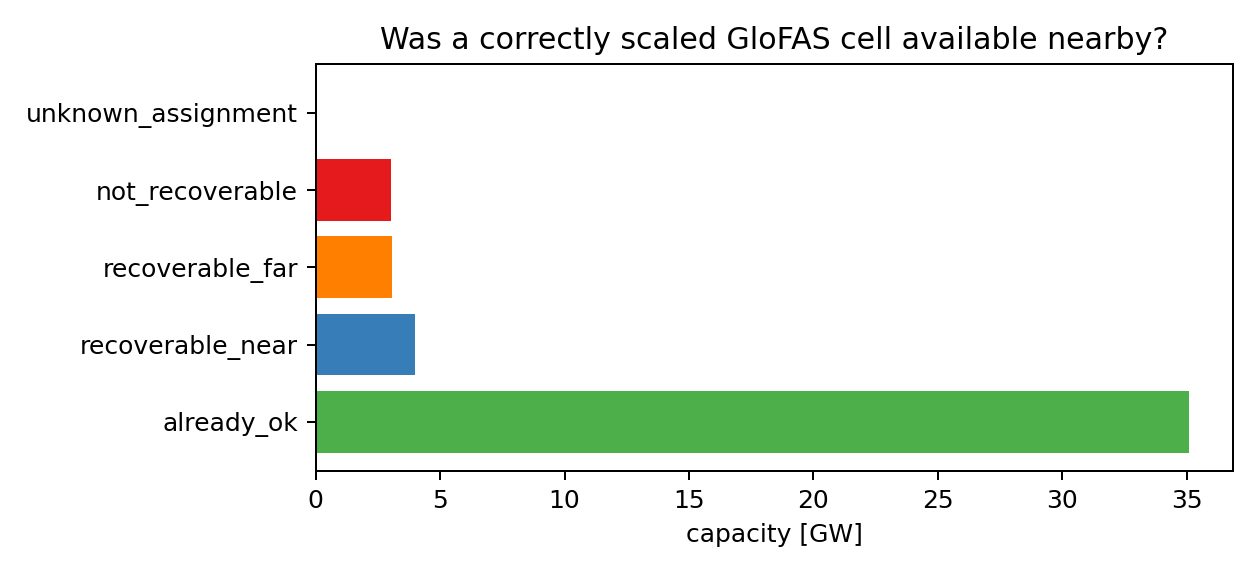 Was a correctly scaled GloFAS cell available nearby?
unknown_assignment
not_recoverable
recoverable_far
recoverable_near
already_ok
0 5 10 15 20 25 30 35
capacity [GW]